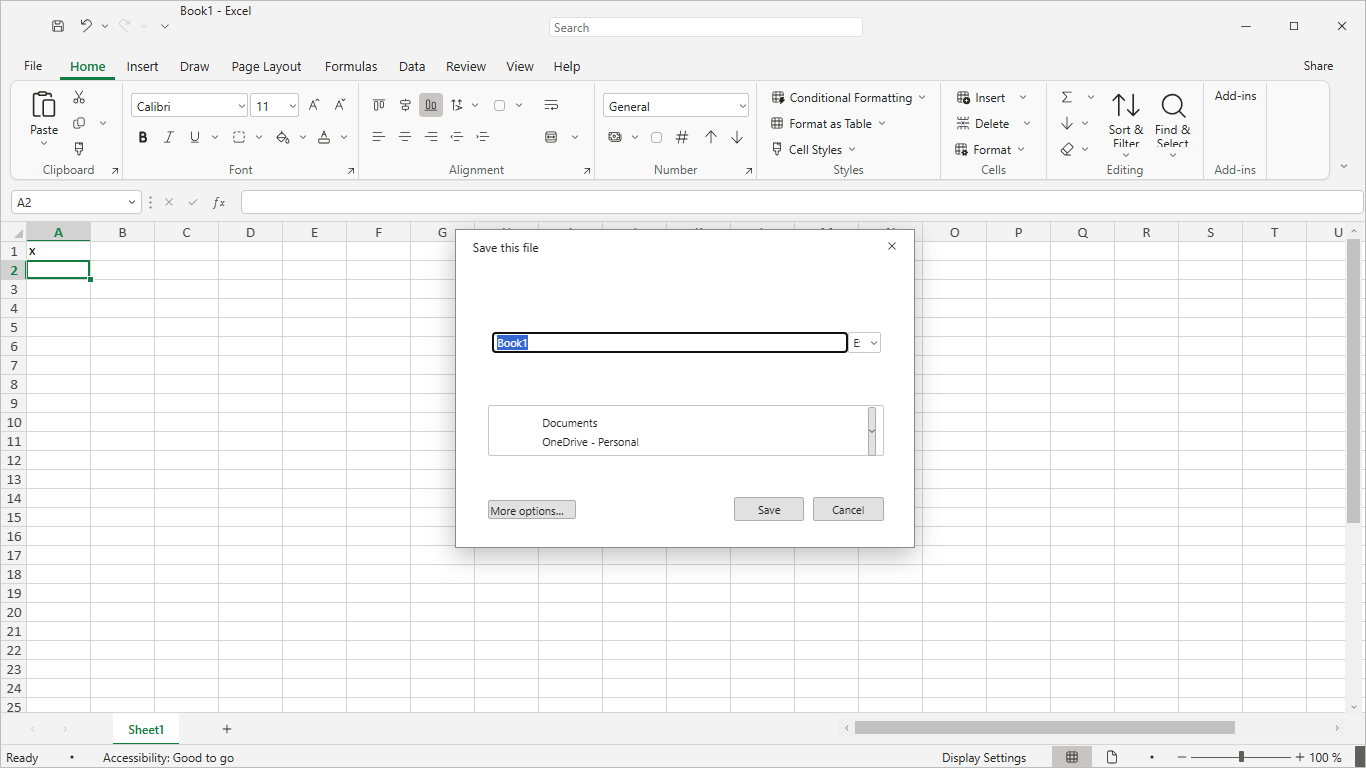 Book1 - Excel
Search
File Home Insert Draw Page Layout Formulas Data Review View Help Share
Paste
Clipboard
Calibri 11
Font
Alignment
General
Number
Conditional Formatting
Format as Table
Cell Styles
Styles
Insert
Delete
Format
Cells
Sort & Filter
Find & Select
Editing
Add-ins
Add-ins
A2 fx
A B C D E F G O P Q R S T U
1 x
2
3
4
5
6
7
8
9
10
11
12
13
14
15
16
17
18
19
20
21
22
23
24
25
Save this file
Book1
Documents
OneDrive - Personal
More options... Save Cancel
Sheet1
Ready Accessibility: Good to go Display Settings 100 %